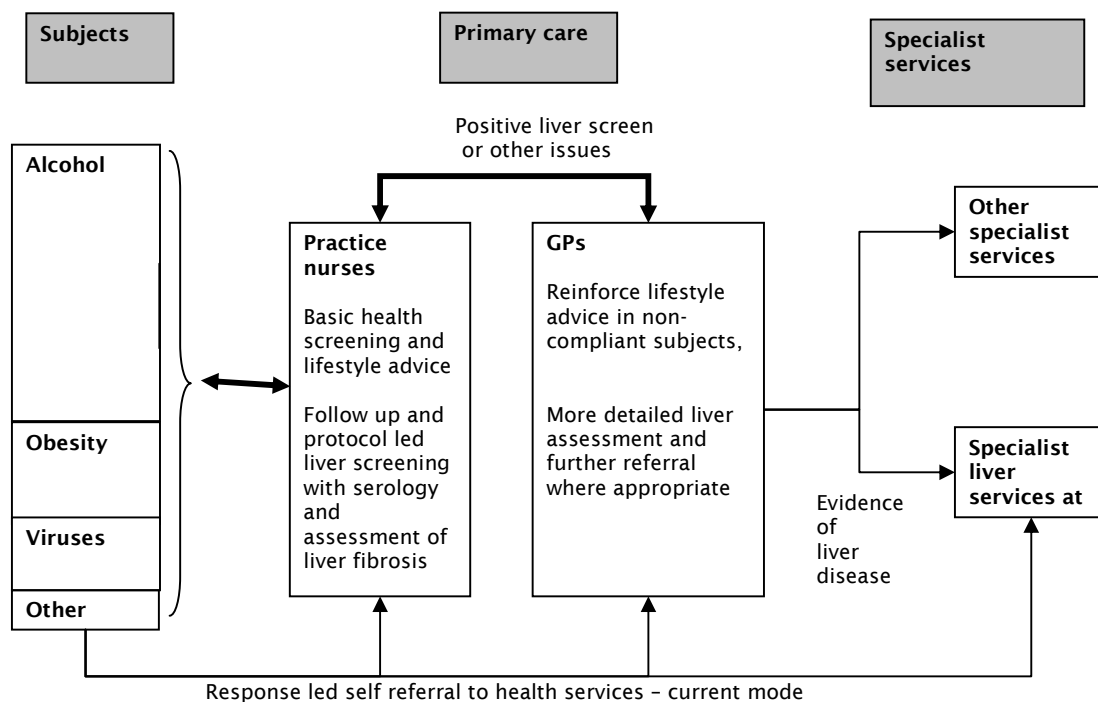 Subjects
Primary care
Specialist
services
Positive liver screen
or other issues
Alcohol
Obesity
Viruses
Other
Practice
nurses
Basic health
screening and
lifestyle advice
Follow up and
protocol led
liver screening
with serology
and
assessment of
liver fibrosis
GPs
Reinforce lifestyle
advice in non-
compliant subjects,
More detailed liver
assessment and
further referral
where appropriate
Other
specialist
services
Specialist
liver
services at
Evidence
of
liver
disease
Response led self referral to health services – current mode